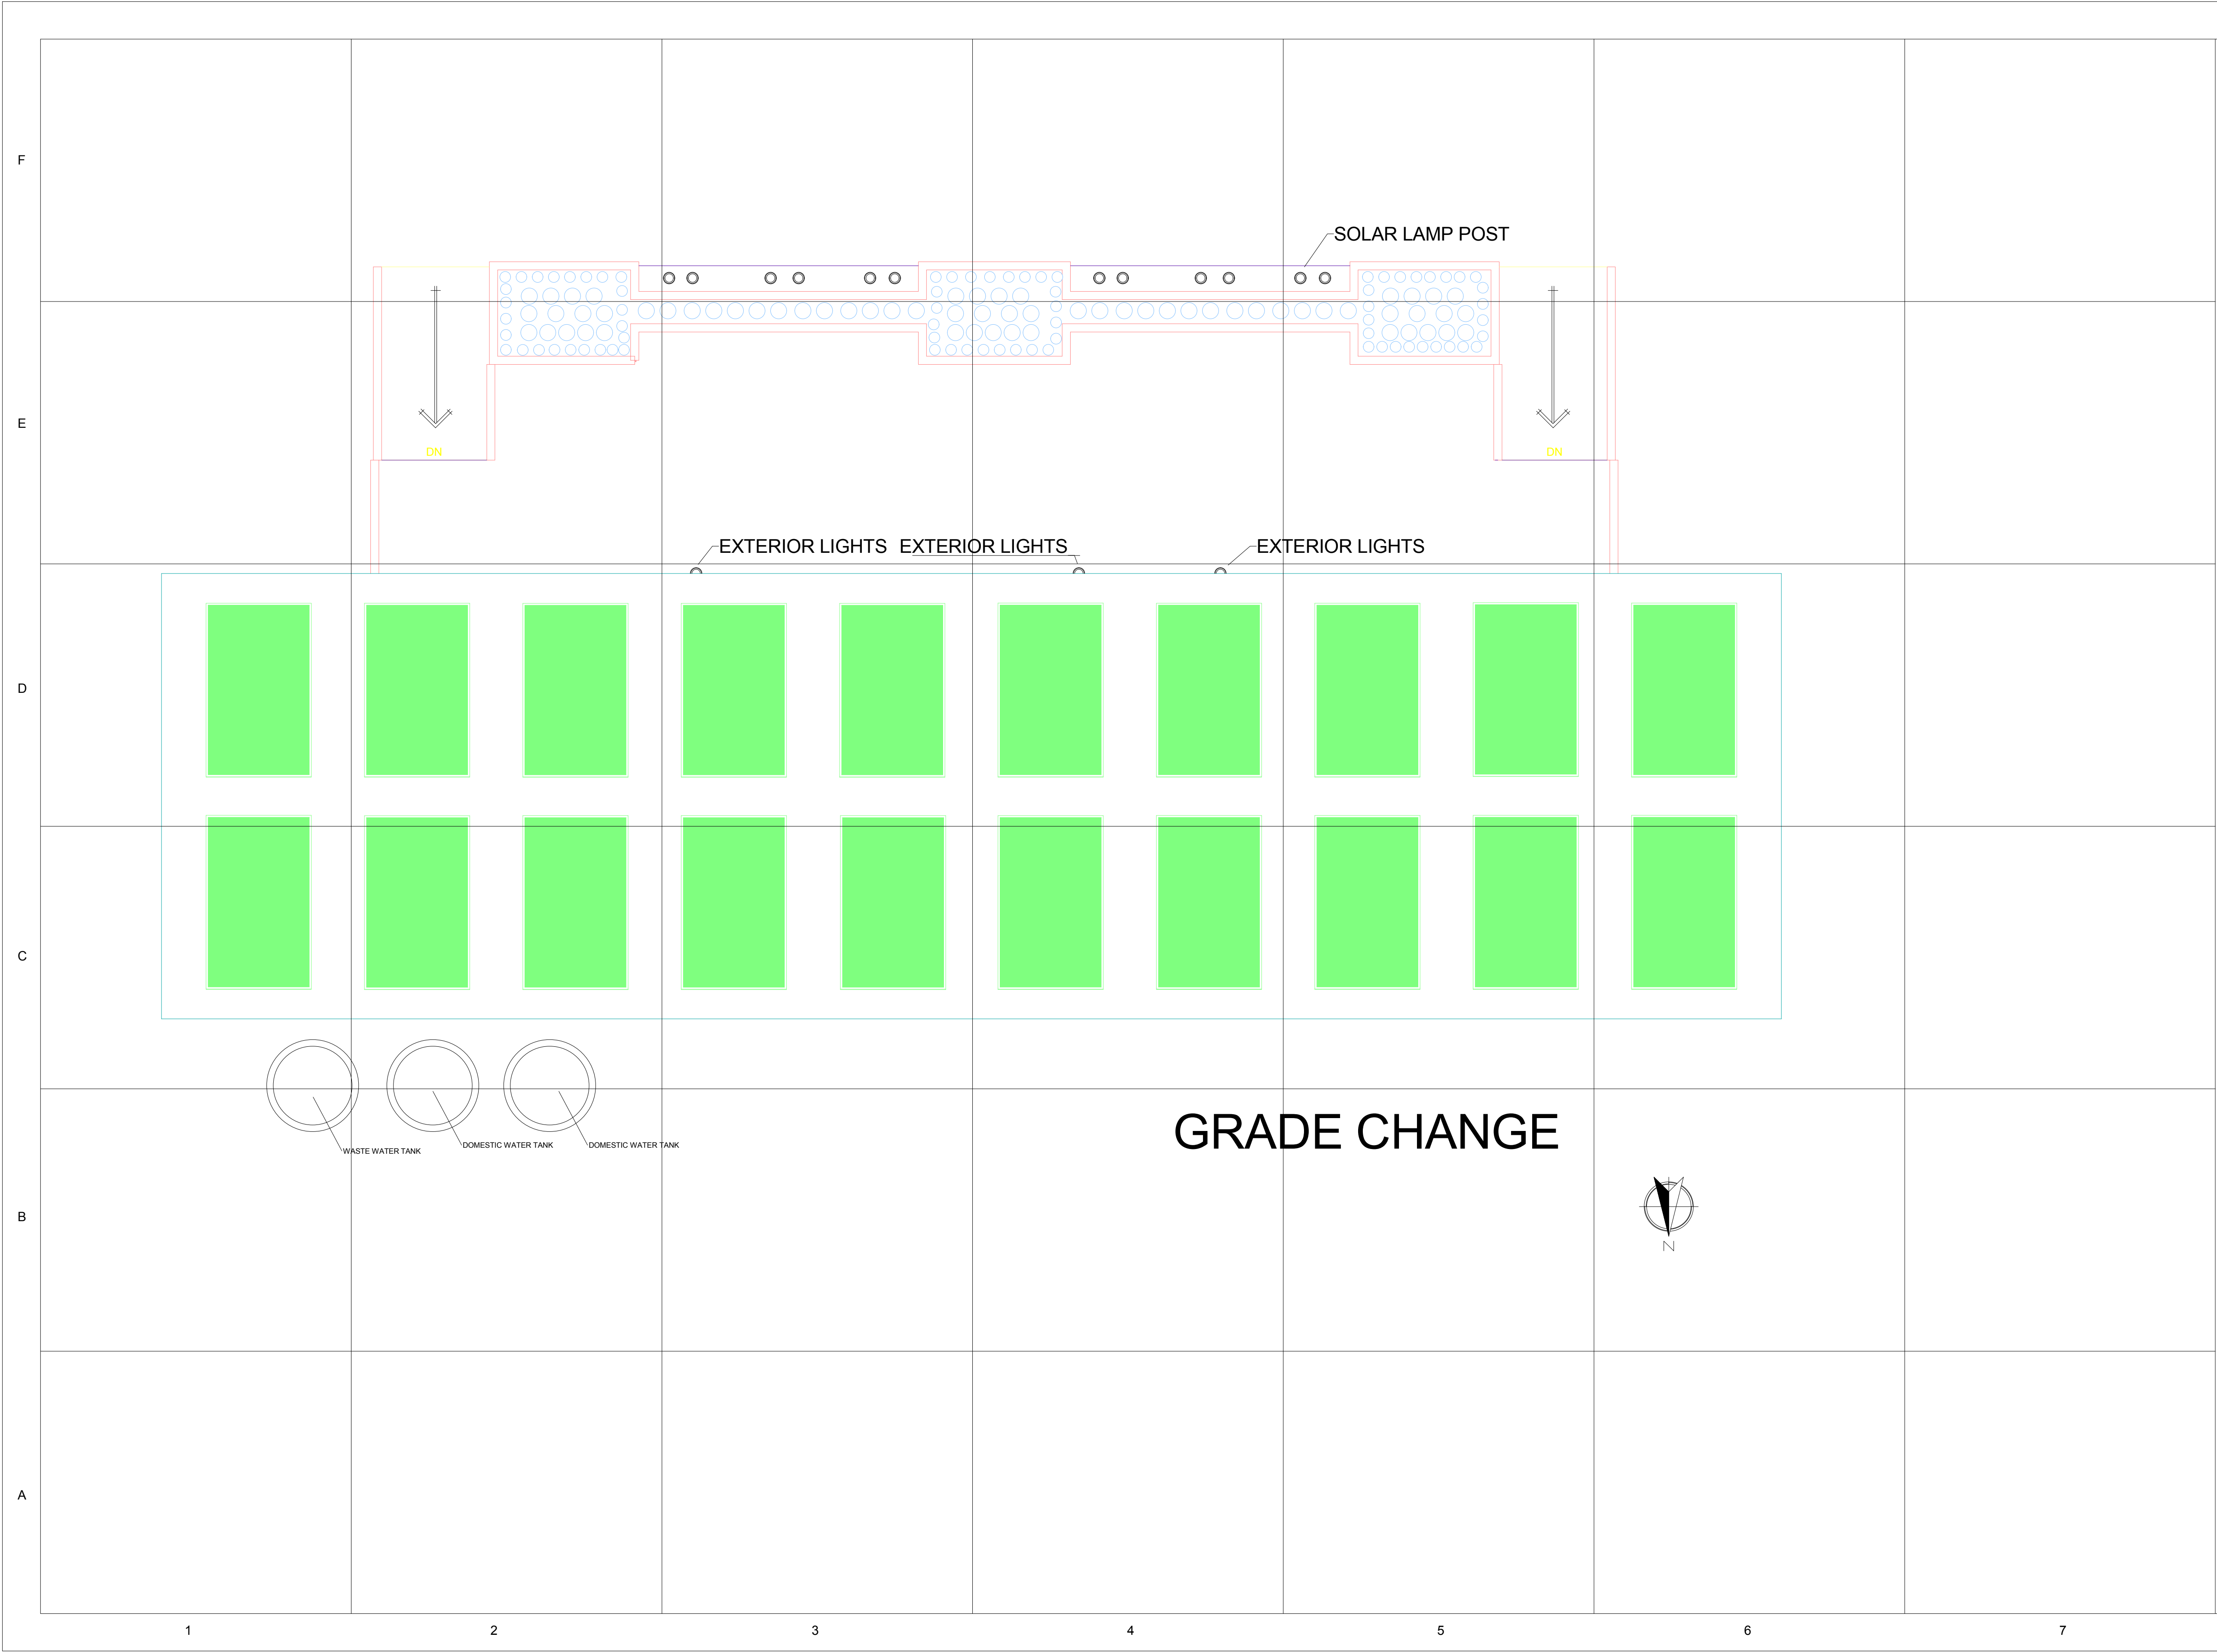 F
SOLAR LAMP POST
E
DN
DN
EXTERIOR LIGHTS
EXTERIOR LIGHTS
EXTERIOR LIGHTS
D
C
WASTE WATER TANK
DOMESTIC WATER TANK
DOMESTIC WATER TANK
GRADE CHANGE
B
N
A
1
2
3
4
5
6
7